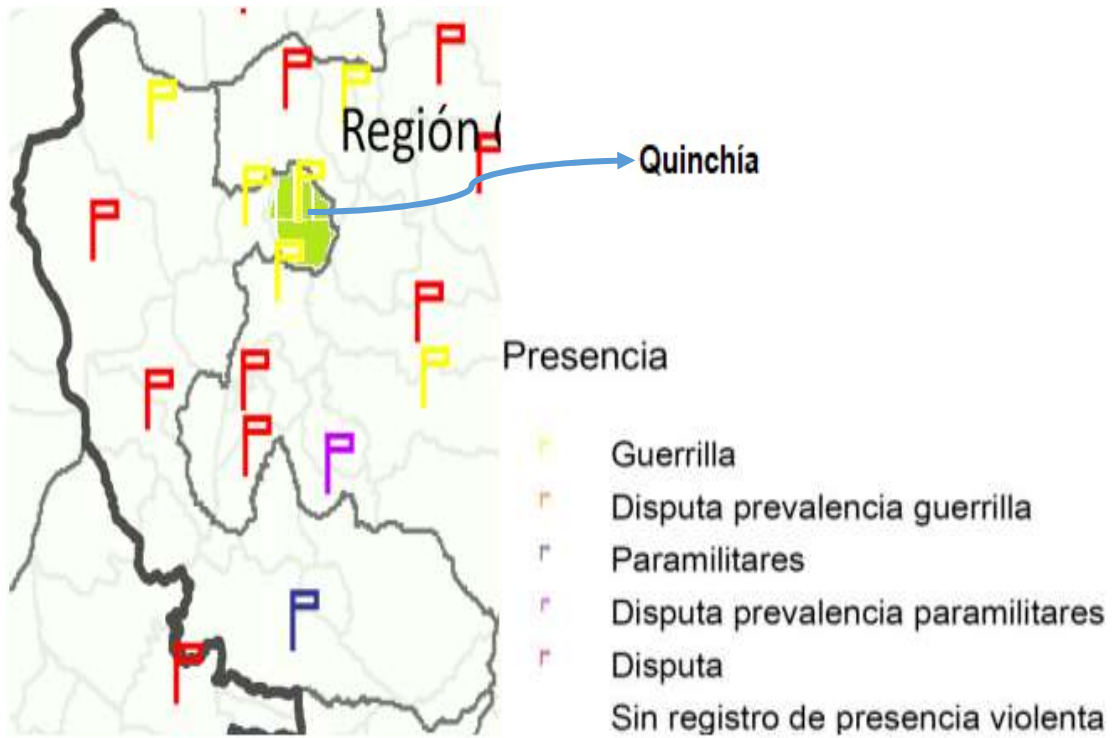 Región
Quinchía
Presencia
Guerrilla
Disputa prevalencia guerrilla
Paramilitares
Disputa prevalencia paramilitares
Disputa
Sin registro de presencia violenta